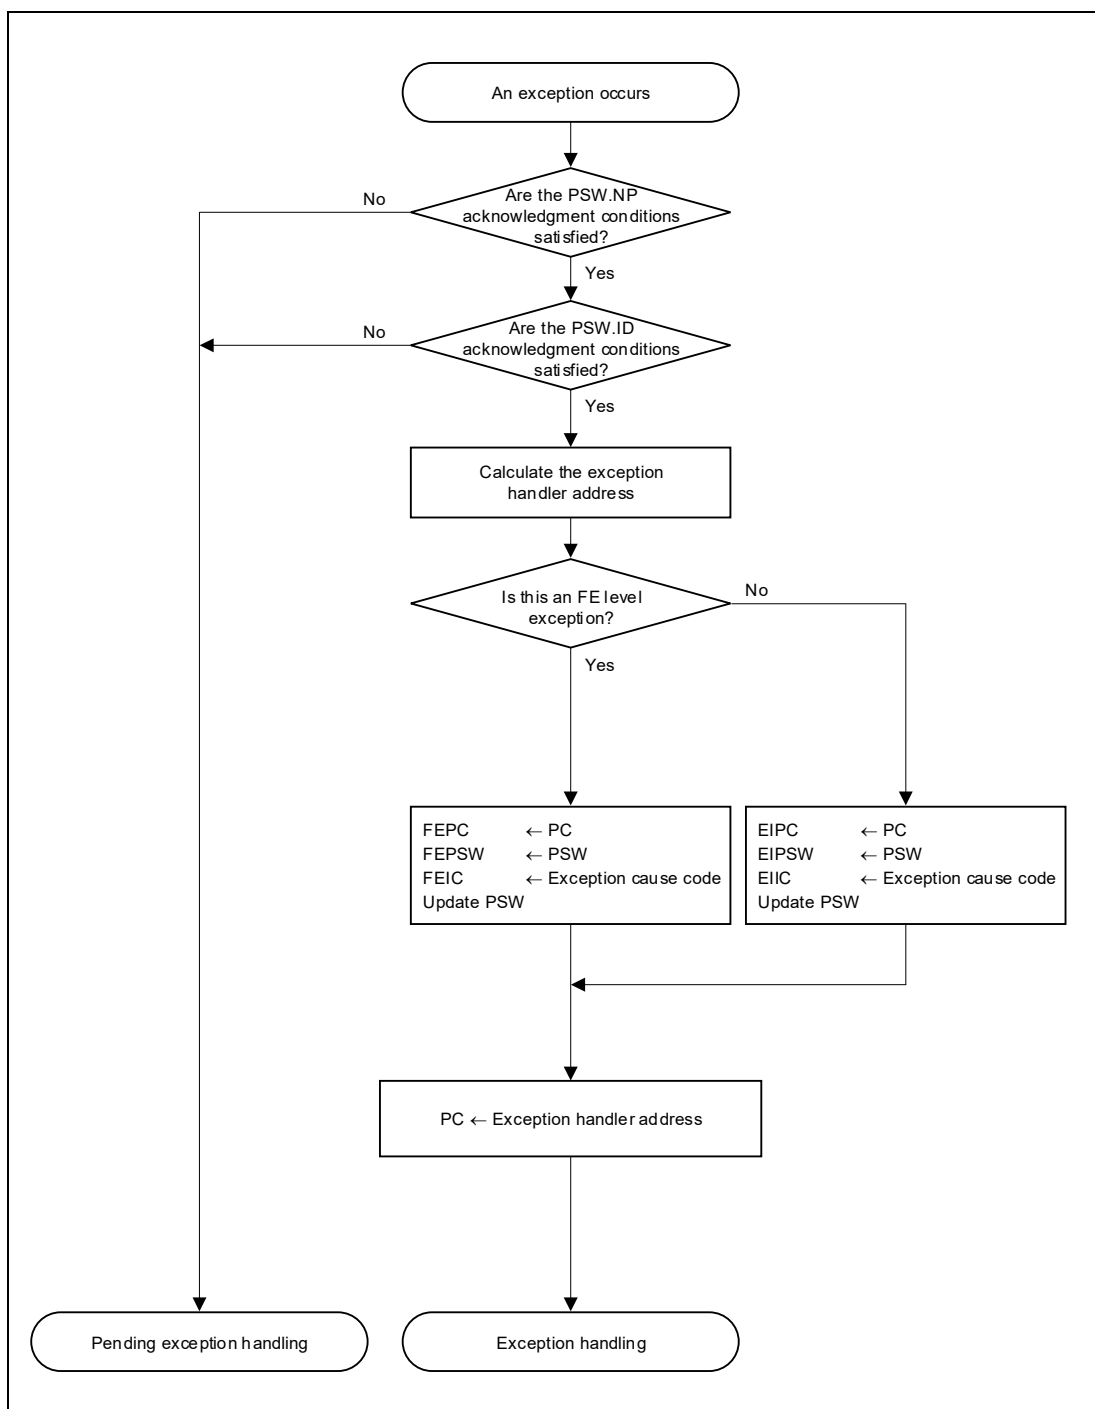 An exception occurs
No
Are the PSW.NP
acknowledgment conditions
satisfied?
Yes
No
Are the PSW.ID
acknowledgment conditions
satisfied?
Yes
Calculate the exception
handler address
Is this an FE level
exception?
No
Yes
FEPC ← PC
FEPSW ← PSW
FEIC ← Exception cause code
Update PSW
EIPC ← PC
EIPSW ← PSW
EIIC ← Exception cause code
Update PSW
PC ← Exception handler address
Pending exception handling
Exception handling